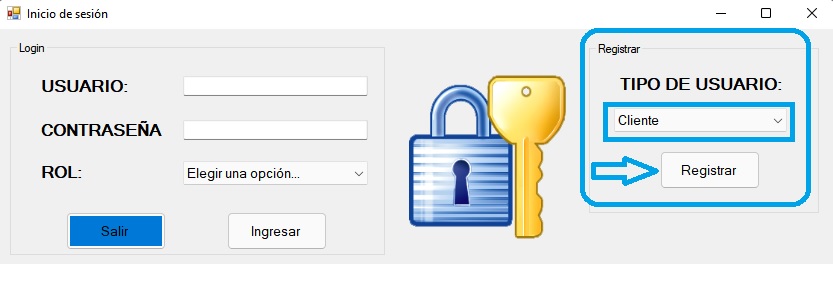 Inicio de sesión
Login
USUARIO:
CONTRASEÑA
ROL:
Elegir una opción...
Salir
Ingresar
Registrar
TIPO DE USUARIO:
Cliente
Registrar